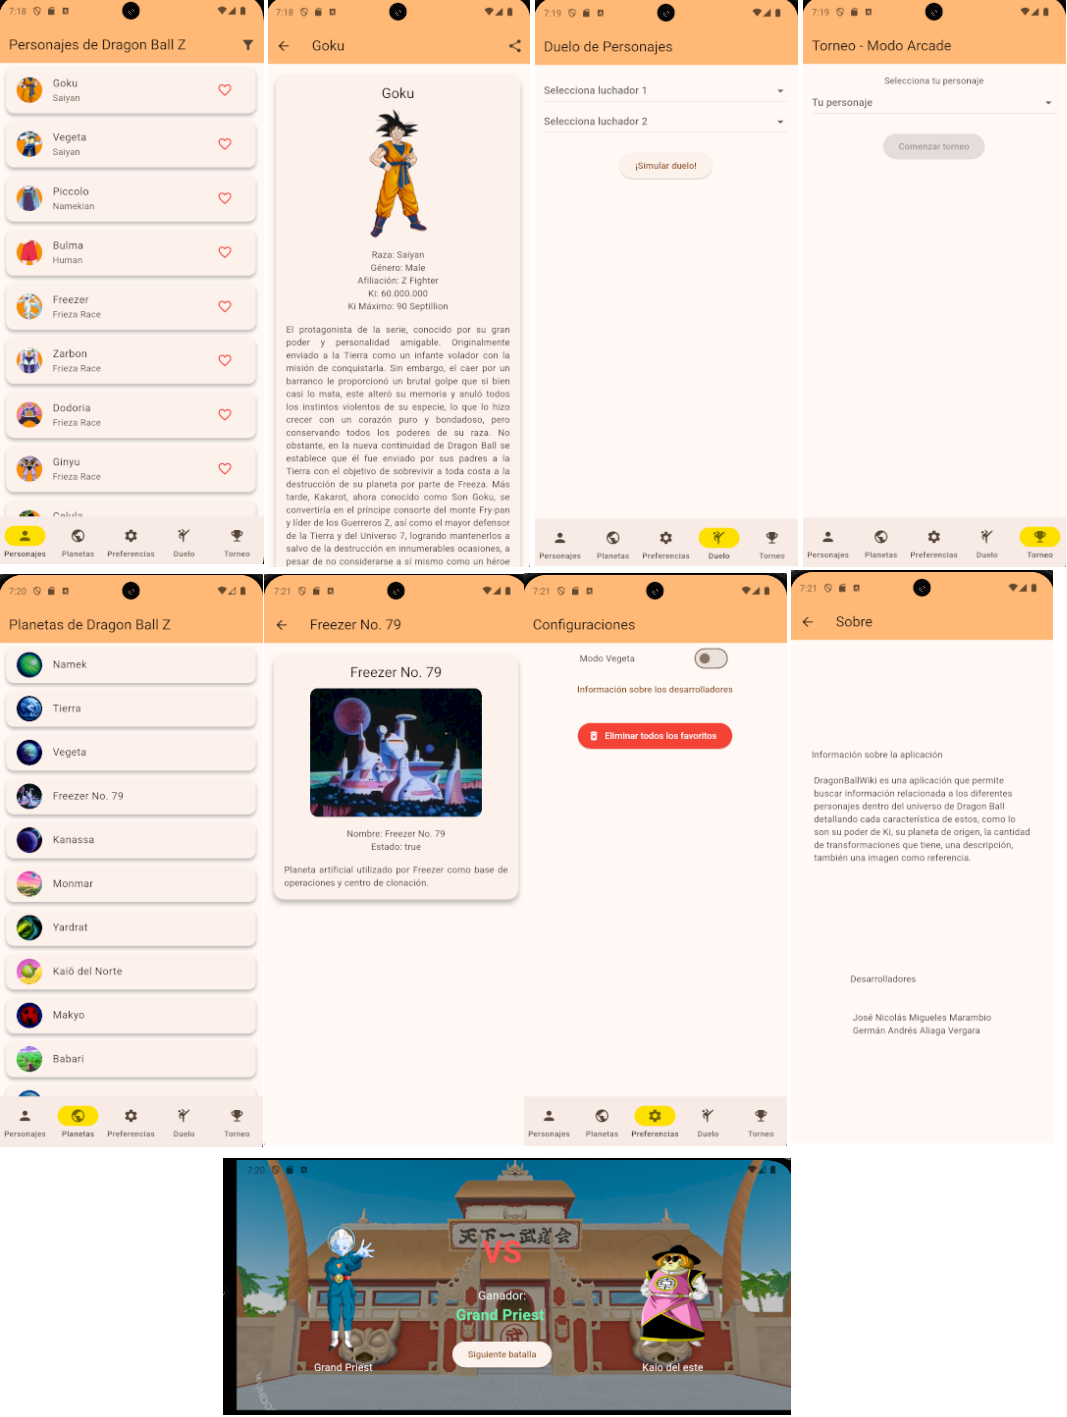 7:18
Personajes de Dragon Ball Z
Goku
Saiyan
Vegeta
Saiyan
Piccolo
Namekian
Bulma
Human
Freezer
Frieza Race
Zarbon
Frieza Race
Dodoria
Frieza Race
Ginyu
Frieza Race
Celula
Personajes Planetas Preferencias Duelo Torneo
7:18
Goku
Goku
Raza: Saiyan
Género: Male
Afiliación: Z Fighter
Ki: 60.000.000
Ki Máximo: 90 Septillion
El protagonista de la serie, conocido por su gran
poder y personalidad amigable. Originalmente
enviado a la Tierra como un infante volador con la
misión de conquistarla. Sin embargo, el caer por un
barranco le proporcionó un brutal golpe que si bien
casi lo mata, este alteró su memoria y anuló todos
los instintos violentos de su especie, lo que lo hizo
crecer con un corazón puro y bondadoso, pero
conservando todos los poderes de su raza. No
obstante, en la nueva continuidad de Dragon Ball se
establece que él fue enviado por sus padres a la
Tierra con el objetivo de sobrevivir a toda costa a la
destrucción de su planeta por parte de Freeza. Más
tarde, Kakarot, ahora conocido como Son Goku, se
convertiría en el príncipe consorte del monte Fry-pan
y líder de los Guerreros Z, así como el mayor defensor
de la Tierra y del Universo 7, logrando mantenerlos a
salvo de la destrucción en innumerables ocasiones, a
pesar de no considerarse a sí mismo como un héroe
7:19
Duelo de Personajes
Selecciona luchador 1
Selecciona luchador 2
¡Simular duelo!
Personajes Planetas Preferencias Duelo Torneo
7:19
Torneo - Modo Arcade
Selecciona tu personaje
Tu personaje
Comenzar torneo
Personajes Planetas Preferencias Duelo Torneo
7:20
Planetas de Dragon Ball Z
Namek
Tierra
Vegeta
Freezer No. 79
Kanassa
Monmar
Yardrat
Kaiō del Norte
Makyo
Babari
Personajes Planetas Preferencias Duelo Torneo
7:21
Freezer No. 79
Freezer No. 79
Nombre: Freezer No. 79
Estado: true
Planeta artificial utilizado por Freezer como base de
operaciones y centro de clonación.
7:21
Configuraciones
Modo Vegeta
Información sobre los desarrolladores
Eliminar todos los favoritos
Personajes Planetas Preferencias Duelo Torneo
7:21
Sobre
Información sobre la aplicación
DragonBallWiki es una aplicación que permite
buscar información relacionada a los diferentes
personajes dentro del universo de Dragon Ball
detallando cada característica de estos, como lo
son su poder de Ki, su planeta de origen, la cantidad
de transformaciones que tiene, una descripción,
también una imagen como referencia.
Desarrolladores
José Nicolás Migueles Marambio
Germán Andrés Aliaga Vergara
7:20
天下一武道会
VS
Ganador:
Grand Priest
武
Siguiente batalla
Grand Priest
Kaio del este